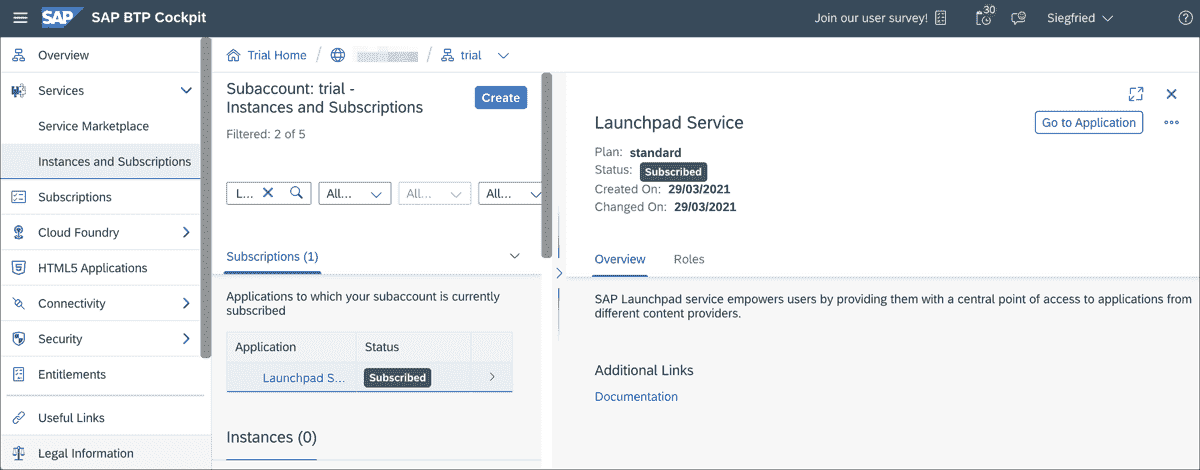 SAP SAP BTP Cockpit
Join our user survey!
30
Siegfried
Overview
Services
Service Marketplace
Instances and Subscriptions
Subscriptions
Cloud Foundry
HTML5 Applications
Connectivity
Security
Entitlements
Useful Links
Legal Information
Trial Home / / trial
Subaccount: trial -
Instances and Subscriptions
Create
Filtered: 2 of 5
L... All... All... All...
Subscriptions (1)
Applications to which your subaccount is currently
subscribed
Application Status
Launchpad S... Subscribed
Instances (0)
Launchpad Service
Go to Application
Plan: standard
Status: Subscribed
Created On: 29/03/2021
Changed On: 29/03/2021
Overview Roles
SAP Launchpad service empowers users by providing them with a central point of access to applications from
different content providers.
Additional Links
Documentation